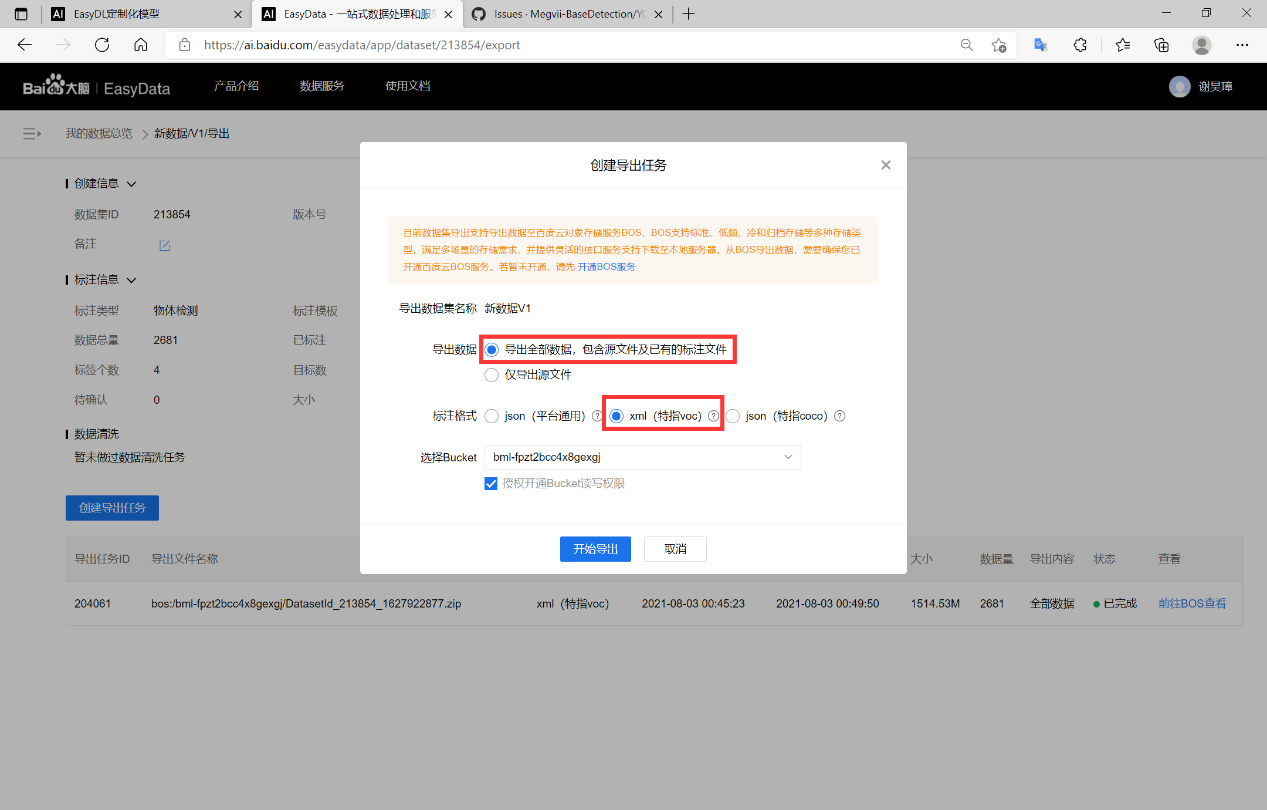 EasyDL定制化模型
EasyData - 一站式数据处理和服务
Issues · Megvii-BaseDetection/YO
https://ai.baidu.com/easydata/app/dataset/213854/export
Bai du 大脑 | EasyData
产品介绍
数据服务
使用文档
谢昊璋
我的数据总览 > 新数据/V1/导出
创建导出任务
创建信息
数据集ID 213854 版本号
备注
目前数据集导出支持导出数据至百度云对象存储服务BOS，BOS支持标准、低频、冷和归档存储等多种存储类
型，满足多场景的存储需求，并提供灵活的接口服务支持下载至本地服务器。从BOS导出数据，需要确保您已
开通百度云BOS服务。若暂未开通，请先 开通BOS服务
标注信息
标注类型 物体检测 标注模板
数据总量 2681 已标注
标签个数 4 目标数
待确认 0 大小
导出数据集名称 新数据V1
导出数据 导出全部数据，包含源文件及已有的标注文件
仅导出源文件
标注格式 json（平台通用） ? xml（特指voc） ? json（特指coco） ?
选择Bucket bml-fpzt2bcc4x8gexgj
授权开通Bucket读写权限
数据清洗
暂未做过数据清洗任务
创建导出任务
开始导出 取消
导出任务ID 导出文件名称 大小 数据量 导出内容 状态 查看
204061 bos:/bml-fpzt2bcc4x8gexgj/DatasetId_213854_1627922877.zip xml（特指voc） 2021-08-03 00:45:23 2021-08-03 00:49:50 1514.53M 2681 全部数据 已完成 前往BOS查看